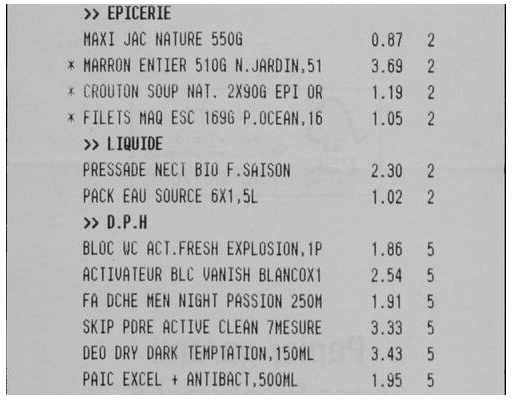 >> EPICERIE
MAXI JAC NATURE 550G 0.87 2
* MARRON ENTIER 510G N.JARDIN,51 3.69 2
* CROUTON SOUP NAT. 2X90G EPI OR 1.19 2
* FILETS MAQ ESC 169G P.OCEAN,16 1.05 2
>> LIQUIDE
PRESSADE NECT BIO F.SAISON 2.30 2
PACK EAU SOURCE 6X1,5L 1.02 2
>> D.P.H
BLOC WC ACT.FRESH EXPLOSION,1P 1.86 5
ACTIVATEUR BLC VANISH BLANCOX1 2.54 5
FA DCHE MEN NIGHT PASSION 250M 1.91 5
SKIP PDRE ACTIVE CLEAN 7MESURE 3.33 5
DEO DRY DARK TEMPTATION,150ML 3.43 5
PAIC EXCEL + ANTIBACT,500ML 1.95 5